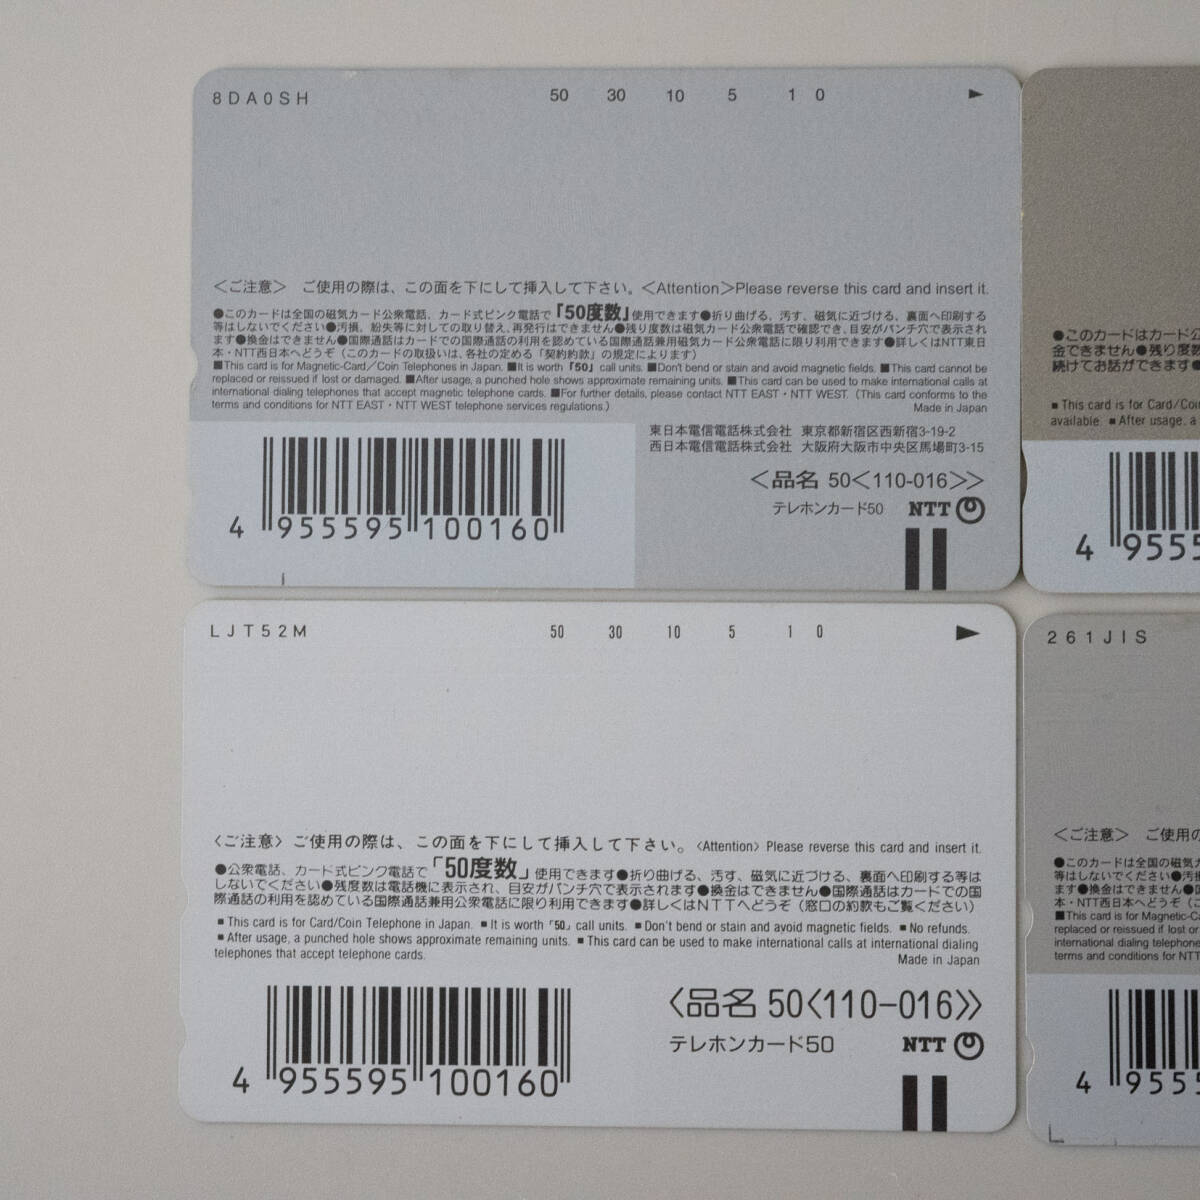 8DA0SH 50 30 10 5 1 0 ▶
<ご注意> ご使用の際は、この面を下にして挿入して下さい。<Attention>Please reverse this card and insert it.
●このカードは全国の磁気カード公衆電話、カード式ピンク電話で「50度数」使用できます●折り曲げる、汚す、磁気に近づける、裏面へ印刷する
等はしないでください●汚損、紛失等に対しての取り替え、再発行はできません●残り度数は磁気カード公衆電話で確認でき、目安がパンチ穴で表示され
ます●換金はできません●国際通話はカードでの国際通話の利用を認めている国際通話兼用磁気カード公衆電話に限り利用できます●詳しくはNTT東日
本・NTT西日本へどうぞ(このカードの取扱いは、各社の定める「契約約款」の規定によります)
■This card is for Magnetic-Card/Coin Telephones in Japan. ■It is worth「50」call units. ■Don't bend or stain and avoid magnetic fields. ■This card cannot be
replaced or reissued if lost or damaged. ■After usage, a punched hole shows approximate remaining units. ■This card can be used to make international calls at
international dialing telephones that accept magnetic telephone cards. ■For further details, please contact NTT EAST・NTT WEST. (This card conforms to the
terms and conditions for NTT EAST・NTT WEST telephone services regulations.) Made in Japan
東日本電信電話株式会社 東京都新宿区西新宿3-19-2
西日本電信電話株式会社 大阪府大阪市中央区馬場町3-15
<品名 50<110-016>>
テレホンカード50 NTT
4 955595 100160
●このカードはカード公
金できません●残り度数
続けてお話ができます●
■This card is for Card/Coin
available. ■After usage, a
4 9555
LJT52M 50 30 10 5 1 0 ▶
<ご注意> ご使用の際は、この面を下にして挿入して下さい。<Attention> Please reverse this card and insert it.
●公衆電話、カード式ピンク電話で「50度数」使用できます●折り曲げる、汚す、磁気に近づける、裏面へ印刷する等は
しないでください●残度数は電話機に表示され、目安がパンチ穴で表示されます●換金はできません●国際通話はカードでの国
際通話の利用を認めている国際通話兼用公衆電話に限り利用できます●詳しくはNTTへどうぞ(窓口の約款もご覧ください)
■This card is for Card/Coin Telephone in Japan. ■It is worth「50」call units. ■Don't bend or stain and avoid magnetic fields. ■No refunds.
■After usage, a punched hole shows approximate remaining units. ■This card can be used to make international calls at international dialing
telephones that accept telephone cards. Made in Japan
<品名 50<110-016>>
テレホンカード50 NTT
4 955595 100160
261JIS
<ご注意> ご使用の
●このカードは全国の磁気カー
等はしないでください●汚損
ます●換金はできません●国際
本・NTT西日本へどうぞ(こ
■This card is for Magnetic-Ca
replaced or reissued if lost or
international dialing telephone
terms and conditions for NTT
4 9555